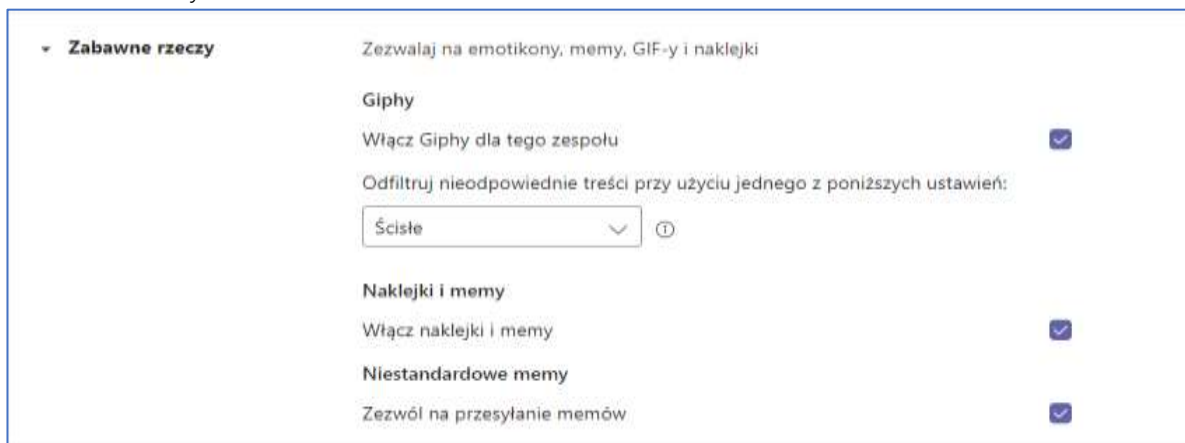 Zabawne rzeczy Zezwalaj na emotikony, memy, GIF-y i naklejki
Giphy
Włącz Giphy dla tego zespołu
Odfiltruj nieodpowiednie treści przy użyciu jednego z poniższych ustawień:
Ścisłe
Naklejki i memy
Włącz naklejki i memy
Niestandardowe memy
Zezwól na przesyłanie memów